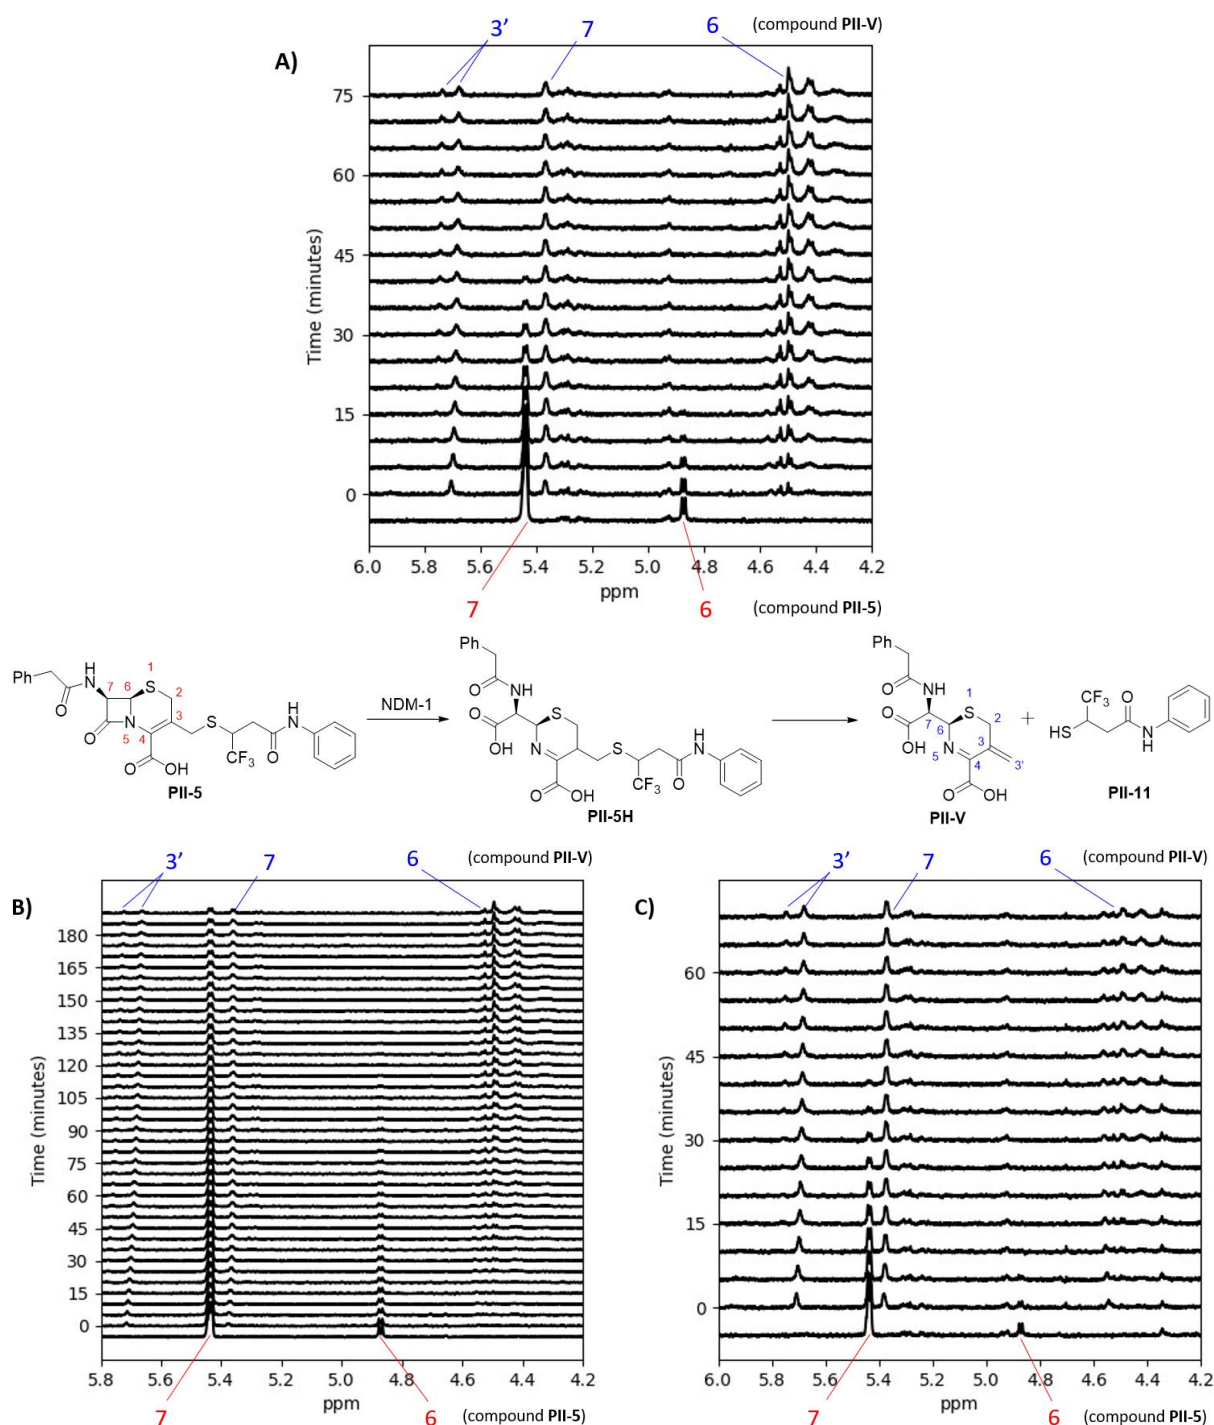 A)
3'
7
6
(compound PII-V)
75
60
45
30
15
0
Time (minutes)
6.0 5.8 5.6 5.4 5.2 5.0 4.8 4.6 4.4 4.2
ppm
7
6
(compound PII-5)
Ph
H
N
O
7
6
S
1
2
3
4
5
N
O
O
OH
S
CF3
O
H
N
PII-5
NDM-1
Ph
O
NH
O
OH
S
N
O
OH
S
CF3
O
N
H
PII-5H
Ph
O
NH
O
OH
7
6
S
1
2
3
3'
4
5
N
O
OH
PII-V
+
CF3
HS
O
N
H
PII-11
B)
3'
7
6
(compound PII-V)
180
165
150
135
120
105
90
75
60
45
30
15
0
Time (minutes)
5.8 5.6 5.4 5.2 5.0 4.8 4.6 4.4 4.2
ppm
7
6
(compound PII-5)
C)
3'
7
6
(compound PII-V)
60
45
30
15
0
Time (minutes)
6.0 5.8 5.6 5.4 5.2 5.0 4.8 4.6 4.4 4.2
ppm
7
6
(compound PII-5)